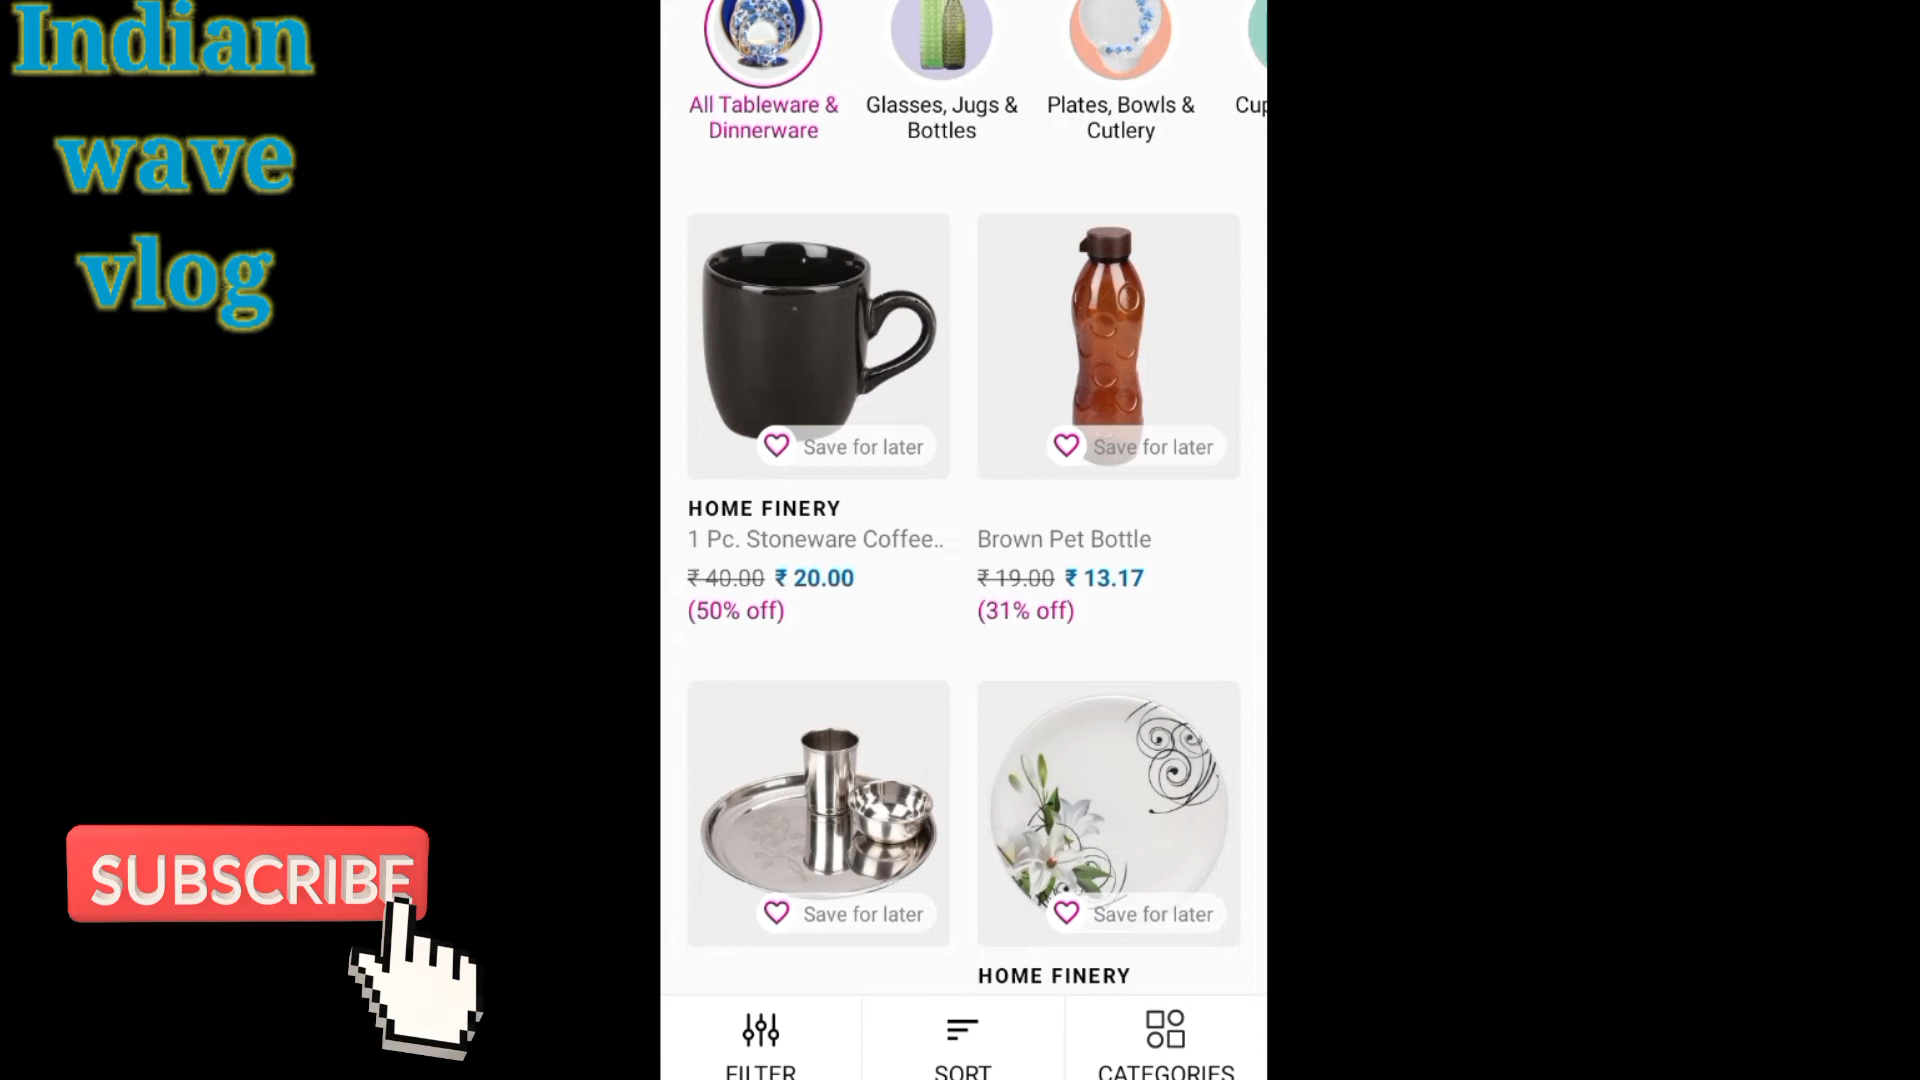 Indian
wave
vlog
SUBSCRIBE
All Tableware &
Dinnerware
Glasses, Jugs &
Bottles
Plates, Bowls &
Cutlery
Save for later
Save for later
HOME FINERY
1 Pc. Stoneware Coffee..
₹ 40.00 ₹ 20.00
(50% off)
Brown Pet Bottle
₹ 19.00 ₹ 13.17
(31% off)
Save for later
Save for later
HOME FINERY
FILTER
SORT
CATEGORIES